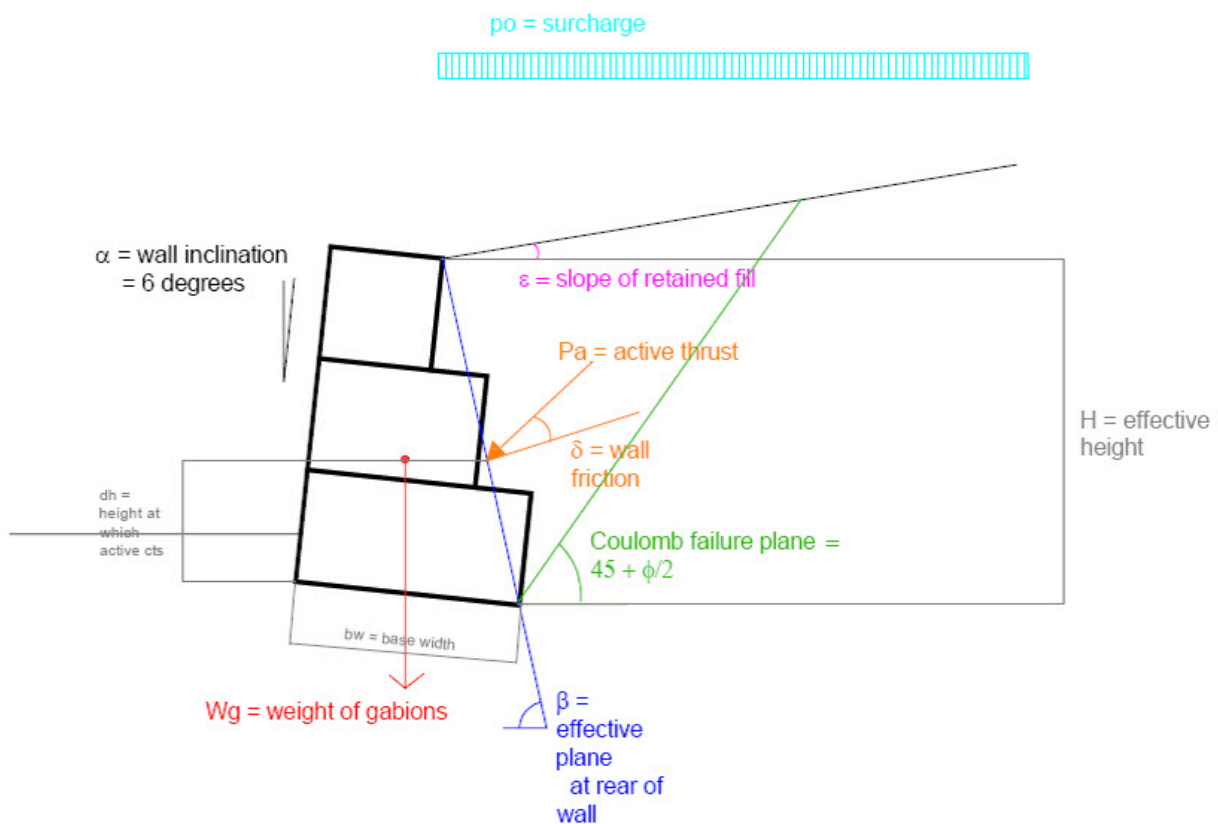 po = surcharge
α = wall inclination
= 6 degrees
ε = slope of retained fill
Pa = active thrust
δ = wall
friction
H = effective
height
dh =
height at
which
active cts
Coulomb failure plane =
45 + ϕ/2
bw = base width
Wg = weight of gabions
β =
effective
plane
at rear of
wall